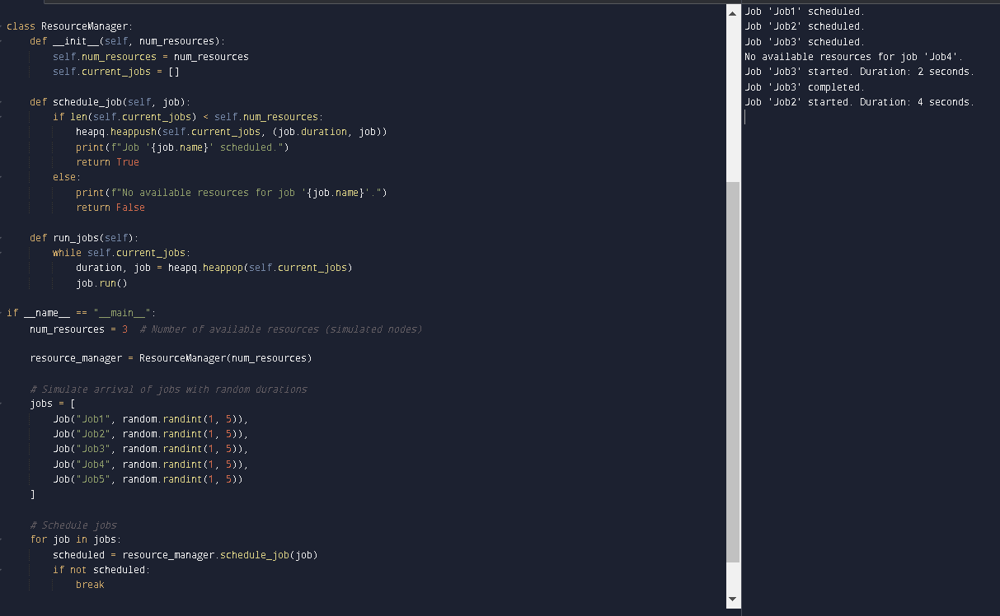 class ResourceManager:
    def __init__(self, num_resources):
        self.num_resources = num_resources
        self.current_jobs = []
    def schedule_job(self, job):
        if len(self.current_jobs) < self.num_resources:
            heapq.heappush(self.current_jobs, (job.duration, job))
            print(f"Job '{job.name}' scheduled.")
            return True
        else:
            print(f"No available resources for job '{job.name}'.")
            return False
    def run_jobs(self):
        while self.current_jobs:
            duration, job = heapq.heappop(self.current_jobs)
            job.run()
if __name__ == "__main__":
    num_resources = 3  # Number of available resources (simulated nodes)
    resource_manager = ResourceManager(num_resources)
    # Simulate arrival of jobs with random durations
    jobs = [
        Job("Job1", random.randint(1, 5)),
        Job("Job2", random.randint(1, 5)),
        Job("Job3", random.randint(1, 5)),
        Job("Job4", random.randint(1, 5)),
        Job("Job5", random.randint(1, 5))
    ]
    # Schedule jobs
    for job in jobs:
        scheduled = resource_manager.schedule_job(job)
        if not scheduled:
            break
Job 'Job1' scheduled.
Job 'Job2' scheduled.
Job 'Job3' scheduled.
No available resources for job 'Job4'.
Job 'Job3' started. Duration: 2 seconds.
Job 'Job3' completed.
Job 'Job2' started. Duration: 4 seconds.